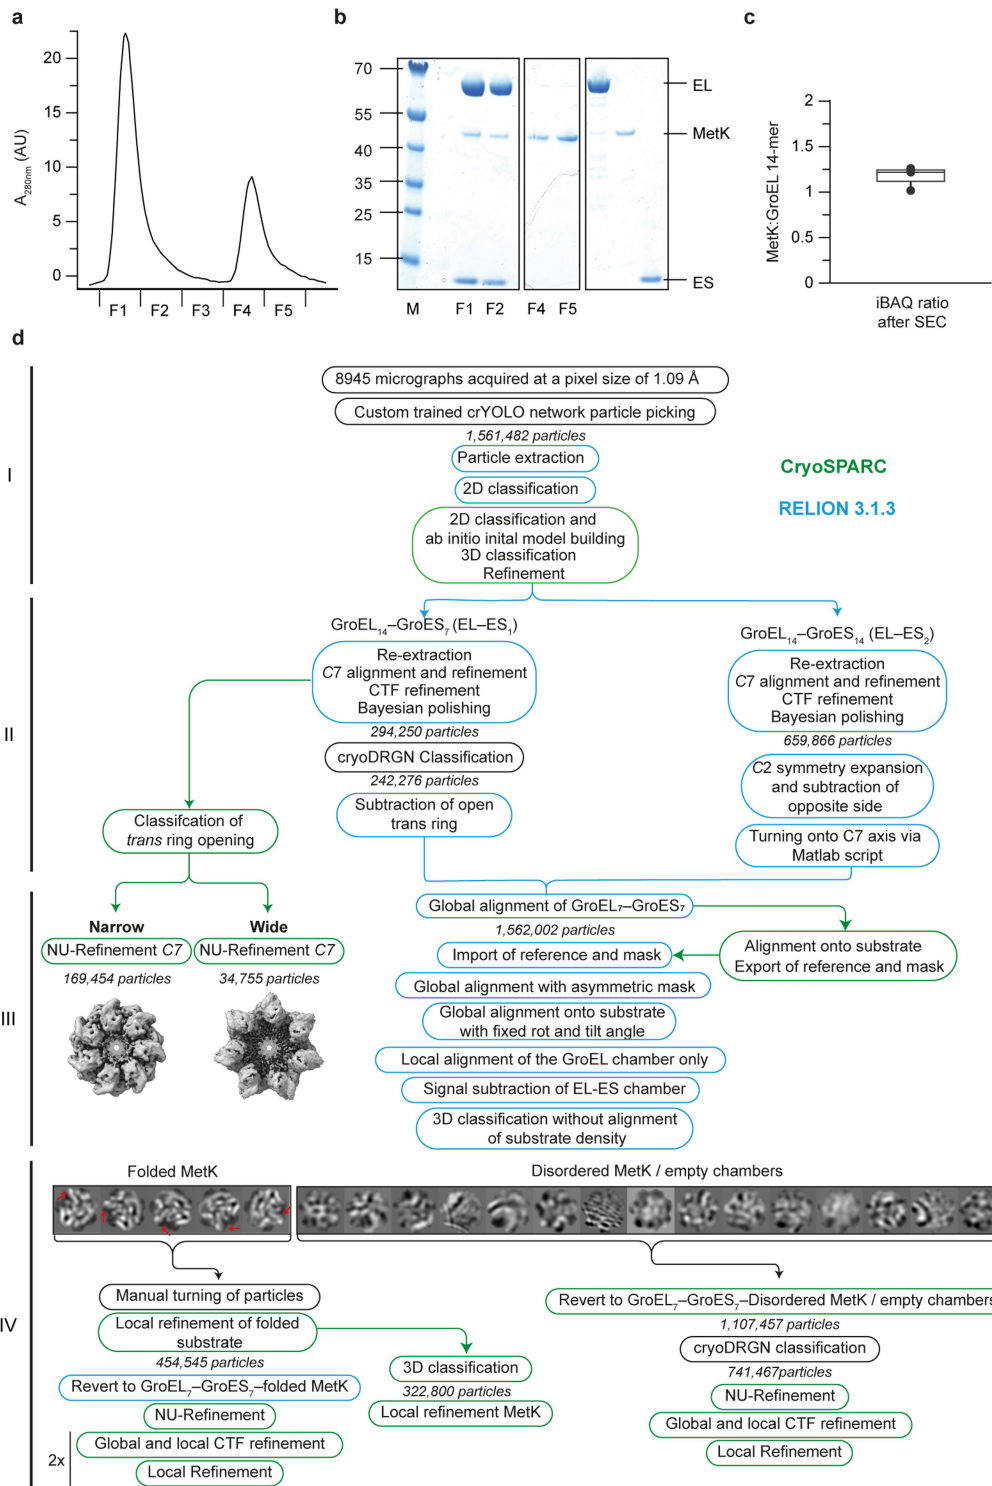 a
b
c
A280nm (AU)
20
15
10
5
0
F1
F2
F3
F4
F5
70
55
40
35
25
15
EL
MetK
ES
M
F1
F2
F4
F5
MetK:GroEL 14-mer
2
1.5
1
0.5
0
iBAQ ratio
after SEC
d
I
8945 micrographs acquired at a pixel size of 1.09 Å
Custom trained crYOLO network particle picking
1,561,482 particles
Particle extraction
2D classification
2D classification and
ab initio inital model building
3D classification
Refinement
CryoSPARC
RELION 3.1.3
II
GroEL14–GroES7 (EL–ES1)
Re-extraction
C7 alignment and refinement
CTF refinement
Bayesian polishing
294,250 particles
cryoDRGN Classification
242,276 particles
Subtraction of open
trans ring
GroEL14–GroES14 (EL–ES2)
Re-extraction
C7 alignment and refinement
CTF refinement
Bayesian polishing
659,866 particles
C2 symmetry expansion
and subtraction of
opposite side
Turning onto C7 axis via
Matlab script
Classifcation of
trans ring opening
III
Narrow
NU-Refinement C7
169,454 particles
Wide
NU-Refinement C7
34,755 particles
Global alignment of GroEL7–GroES7
1,562,002 particles
Import of reference and mask
Alignment onto substrate
Export of reference and mask
Global alignment with asymmetric mask
Global alignment onto substrate
with fixed rot and tilt angle
Local alignment of the GroEL chamber only
Signal subtraction of EL-ES chamber
3D classification without alignment
of substrate density
IV
Folded MetK
Disordered MetK / empty chambers
Manual turning of particles
Local refinement of folded
substrate
454,545 particles
Revert to GroEL7–GroES7–folded MetK
NU-Refinement
2x
Global and local CTF refinement
Local Refinement
3D classification
322,800 particles
Local refinement MetK
Revert to GroEL7–GroES7–Disordered MetK / empty chambers
1,107,457 particles
cryoDRGN classification
741,467particles
NU-Refinement
Global and local CTF refinement
Local Refinement